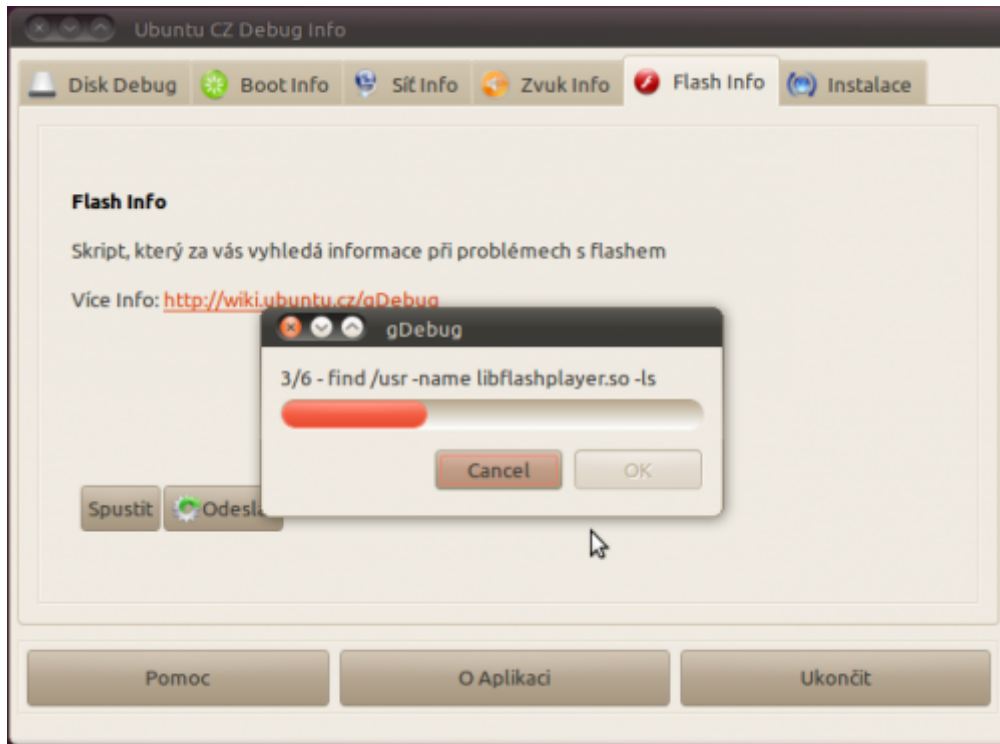 Ubuntu CZ Debug Info
Disk Debug Boot Info Síť Info Zvuk Info Flash Info Instalace
Flash Info
Skript, který za vás vyhledá informace při problémech s flashem
Více Info: http://wiki.ubuntu.cz/gDebug
gDebug
3/6 - find /usr -name libflashplayer.so -ls
Cancel OK
Spustit
Pomoc O Aplikaci Ukončit